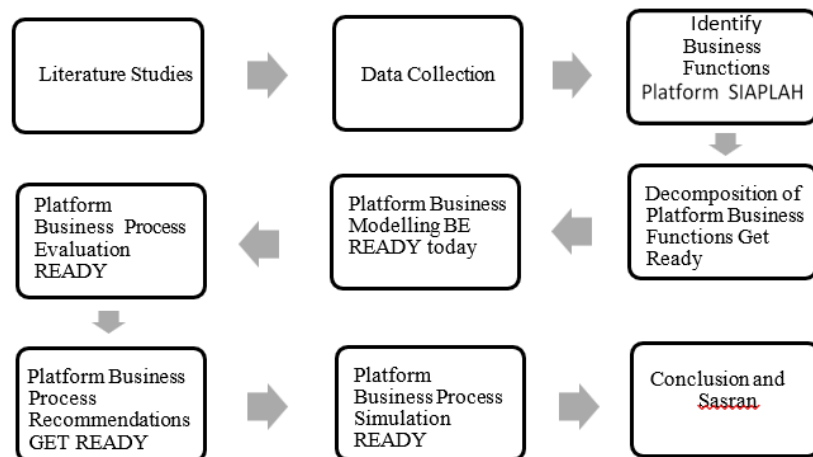 Literature Studies
Data Collection
Identify
Business
Functions
Platform SIAPLAH
Decomposition of
Platform Business
Functions Get
Ready
Platform Business
Modelling BE
READY today
Platform
Business Process
Evaluation
READY
Platform Business
Process
Recommendations
GET READY
Platform
Business Process
Simulation
READY
Conclusion and
Sasran